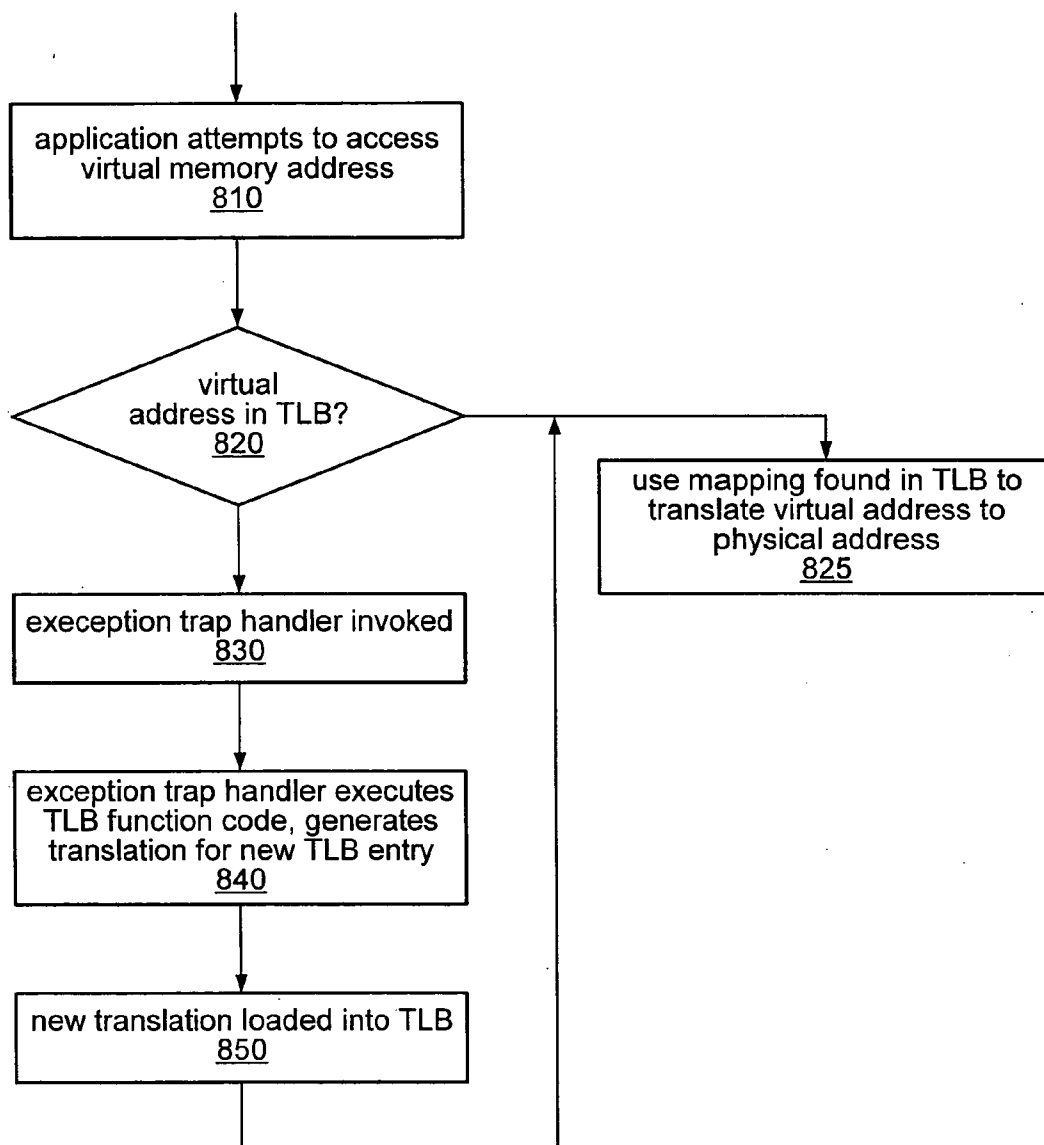 application attempts to access
virtual memory address
810
virtual
address in TLB?
820
use mapping found in TLB to
translate virtual address to
physical address
825
exeception trap handler invoked
830
exception trap handler executes
TLB function code, generates
translation for new TLB entry
840
new translation loaded into TLB
850